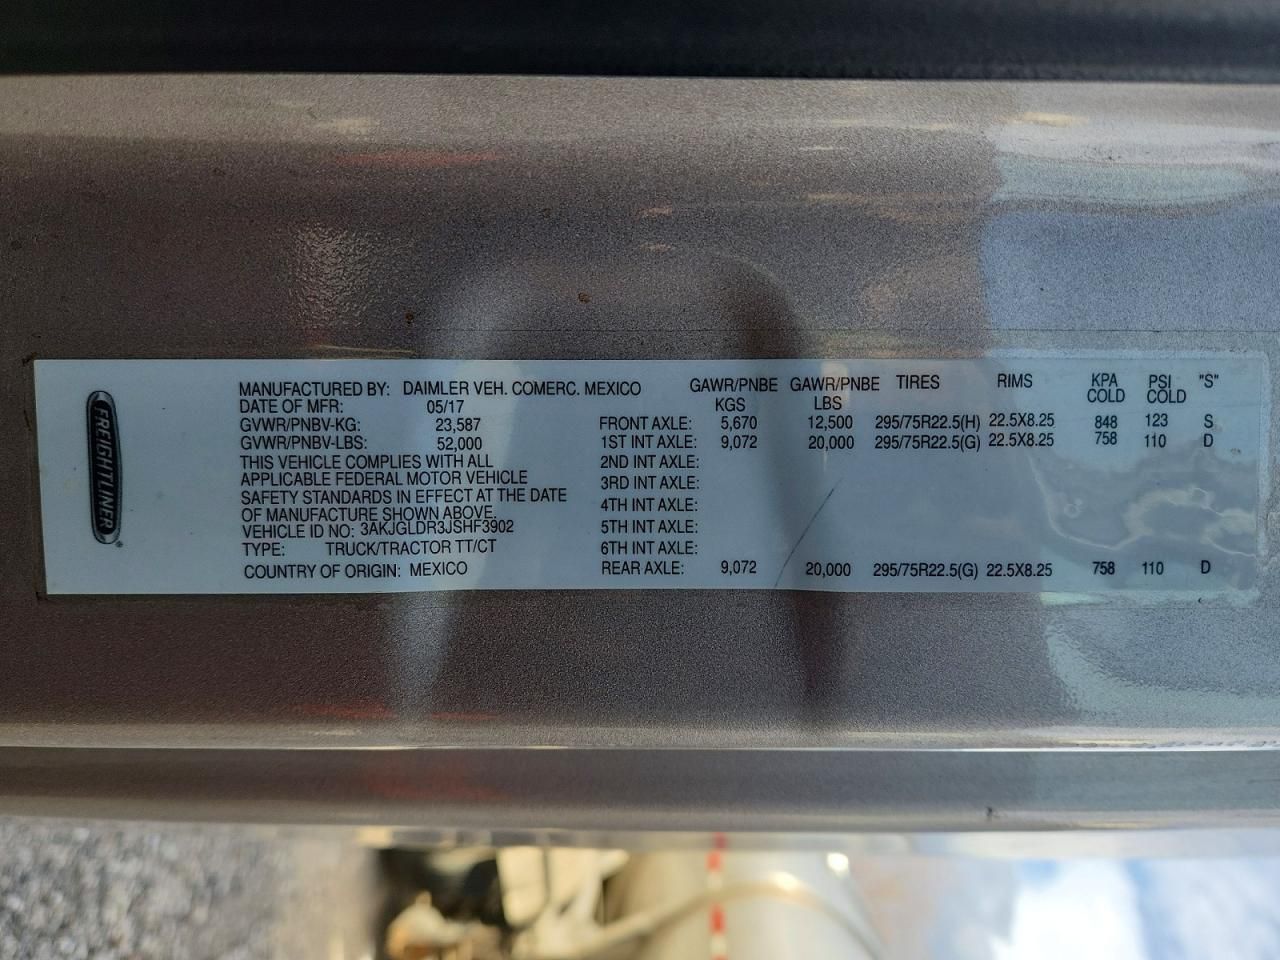 FREIGHTLINER
MANUFACTURED BY: DAIMLER VEH. COMERC. MEXICO
DATE OF MFR: 05/17
GVWR/PNBV-KG: 23,587
GVWR/PNBV-LBS: 52,000
THIS VEHICLE COMPLIES WITH ALL
APPLICABLE FEDERAL MOTOR VEHICLE
SAFETY STANDARDS IN EFFECT AT THE DATE
OF MANUFACTURE SHOWN ABOVE.
VEHICLE ID NO: 3AKJGLDR3JSHF3902
TYPE: TRUCK/TRACTOR TT/CT
COUNTRY OF ORIGIN: MEXICO
GAWR/PNBE GAWR/PNBE TIRES RIMS KPA PSI "S"
KGS LBS COLD COLD
FRONT AXLE: 5,670 12,500 295/75R22.5(H) 22.5X8.25 848 123 S
1ST INT AXLE: 9,072 20,000 295/75R22.5(G) 22.5X8.25 758 110 D
2ND INT AXLE:
3RD INT AXLE:
4TH INT AXLE:
5TH INT AXLE:
6TH INT AXLE:
REAR AXLE: 9,072 20,000 295/75R22.5(G) 22.5X8.25 758 110 D